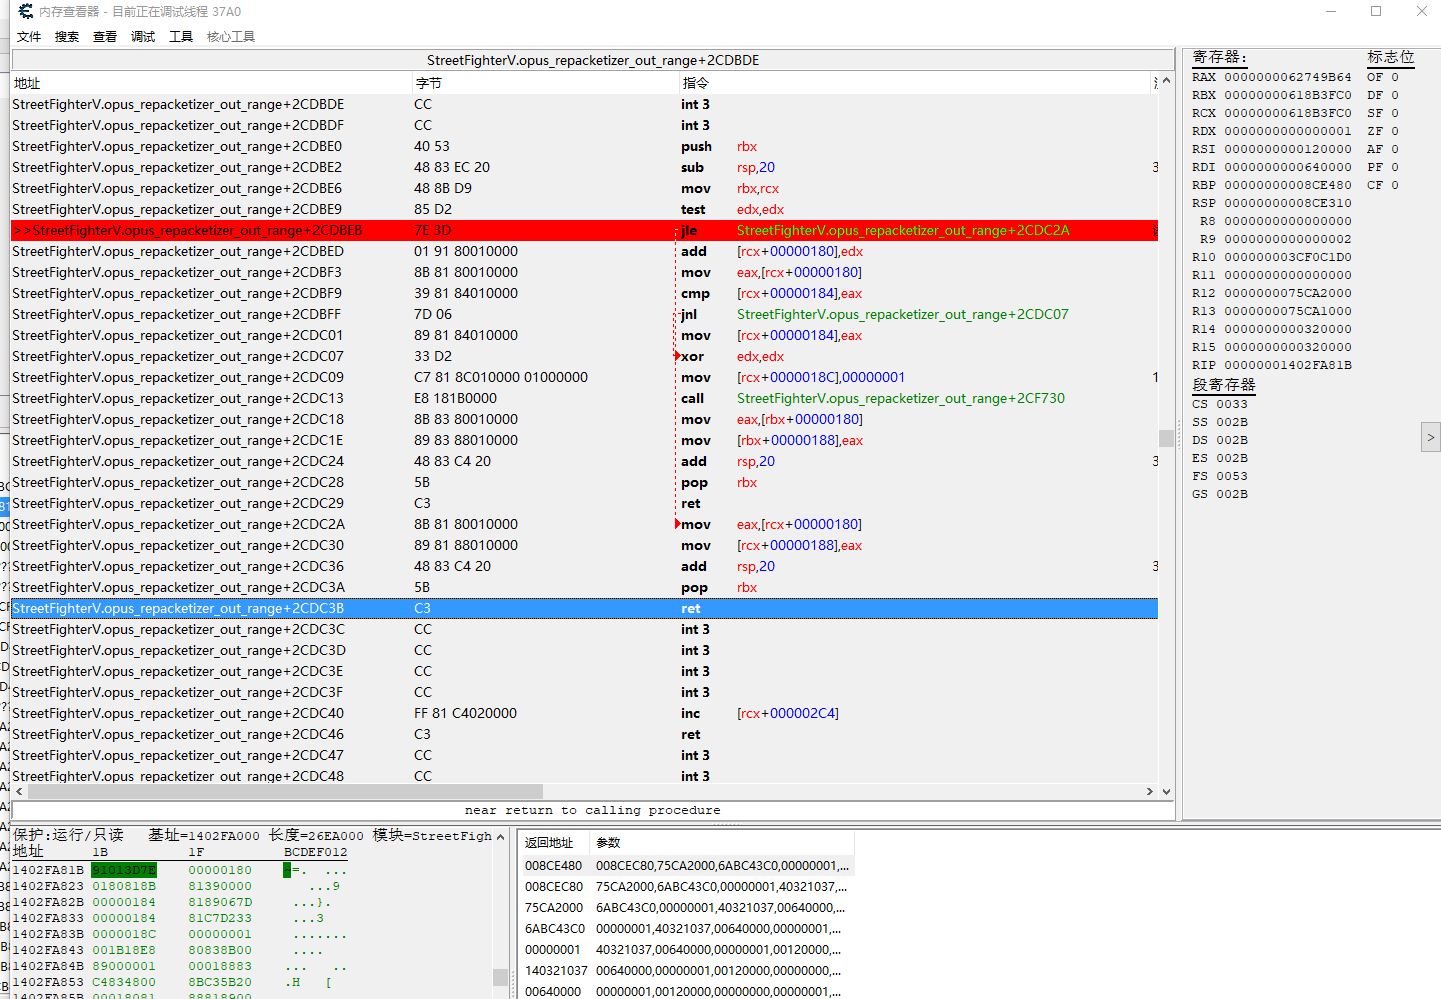 内存查看器 - 目前正在调试线程 37A0
文件 搜索 查看 调试 工具 核心工具
StreetFighterV.opus_repacketizer_out_range+2CDBDE
地址 字节 指令
StreetFighterV.opus_repacketizer_out_range+2CDBDE CC int 3
StreetFighterV.opus_repacketizer_out_range+2CDBDF CC int 3
StreetFighterV.opus_repacketizer_out_range+2CDBE0 40 53 push rbx
StreetFighterV.opus_repacketizer_out_range+2CDBE2 48 83 EC 20 sub rsp,20 3
StreetFighterV.opus_repacketizer_out_range+2CDBE6 48 8B D9 mov rbx,rcx
StreetFighterV.opus_repacketizer_out_range+2CDBE9 85 D2 test edx,edx
>>StreetFighterV.opus_repacketizer_out_range+2CDBEB 7E 3D jle StreetFighterV.opus_repacketizer_out_range+2CDC2A
StreetFighterV.opus_repacketizer_out_range+2CDBED 01 91 80010000 add [rcx+00000180],edx
StreetFighterV.opus_repacketizer_out_range+2CDBF3 8B 81 80010000 mov eax,[rcx+00000180]
StreetFighterV.opus_repacketizer_out_range+2CDBF9 39 81 84010000 cmp [rcx+00000184],eax
StreetFighterV.opus_repacketizer_out_range+2CDBFF 7D 06 jnl StreetFighterV.opus_repacketizer_out_range+2CDC07
StreetFighterV.opus_repacketizer_out_range+2CDC01 89 81 84010000 mov [rcx+00000184],eax
StreetFighterV.opus_repacketizer_out_range+2CDC07 33 D2 xor edx,edx
StreetFighterV.opus_repacketizer_out_range+2CDC09 C7 81 8C010000 01000000 mov [rcx+0000018C],00000001 1
StreetFighterV.opus_repacketizer_out_range+2CDC13 E8 181B0000 call StreetFighterV.opus_repacketizer_out_range+2CF730
StreetFighterV.opus_repacketizer_out_range+2CDC18 8B 83 80010000 mov eax,[rbx+00000180]
StreetFighterV.opus_repacketizer_out_range+2CDC1E 89 83 88010000 mov [rbx+00000188],eax
StreetFighterV.opus_repacketizer_out_range+2CDC24 48 83 C4 20 add rsp,20 3
StreetFighterV.opus_repacketizer_out_range+2CDC28 5B pop rbx
StreetFighterV.opus_repacketizer_out_range+2CDC29 C3 ret
StreetFighterV.opus_repacketizer_out_range+2CDC2A 8B 81 80010000 mov eax,[rcx+00000180]
StreetFighterV.opus_repacketizer_out_range+2CDC30 89 81 88010000 mov [rcx+00000188],eax
StreetFighterV.opus_repacketizer_out_range+2CDC36 48 83 C4 20 add rsp,20 3
StreetFighterV.opus_repacketizer_out_range+2CDC3A 5B pop rbx
StreetFighterV.opus_repacketizer_out_range+2CDC3B C3 ret
StreetFighterV.opus_repacketizer_out_range+2CDC3C CC int 3
StreetFighterV.opus_repacketizer_out_range+2CDC3D CC int 3
StreetFighterV.opus_repacketizer_out_range+2CDC3E CC int 3
StreetFighterV.opus_repacketizer_out_range+2CDC3F CC int 3
StreetFighterV.opus_repacketizer_out_range+2CDC40 FF 81 C4020000 inc [rcx+000002C4]
StreetFighterV.opus_repacketizer_out_range+2CDC46 C3 ret
StreetFighterV.opus_repacketizer_out_range+2CDC47 CC int 3
StreetFighterV.opus_repacketizer_out_range+2CDC48 CC int 3
near return to calling procedure
寄存器: 标志位
RAX 0000000062749B64 OF 0
RBX 00000000618B3FC0 DF 0
RCX 00000000618B3FC0 SF 0
RDX 0000000000000001 ZF 0
RSI 0000000000120000 AF 0
RDI 0000000000640000 PF 0
RBP 00000000008CE480 CF 0
RSP 00000000008CE310
R8 0000000000000000
R9 0000000000000002
R10 000000003CF0C1D0
R11 0000000000000000
R12 0000000075CA2000
R13 0000000075CA1000
R14 0000000000320000
R15 0000000000320000
RIP 00000001402FA81B
段寄存器
CS 0033
SS 002B
DS 002B
ES 002B
FS 0053
GS 002B
>
保护:运行/只读 基址=1402FA000 长度=26EA000 模块=StreetFigh
地址 1B 1F BCDEF012
1402FA81B 91013D7E 00000180 ~=. ...
1402FA823 0180818B 81390000 ...9
1402FA82B 00000184 8189067D ...}.
1402FA833 00000184 81C7D233 ...3
1402FA83B 0000018C 00000001 .......
1402FA843 001B18E8 80838B00 ....
1402FA84B 89000001 00018883 ... ..
1402FA853 C4834800 8BC35B20 .H [
1402FA85B 00018081 88818900
返回地址 参数
008CE480 008CEC80,75CA2000,6ABC43C0,00000001,...
008CEC80 75CA2000,6ABC43C0,00000001,40321037,...
75CA2000 6ABC43C0,00000001,40321037,00640000,...
6ABC43C0 00000001,40321037,00640000,00000001,...
00000001 40321037,00640000,00000001,00120000,...
140321037 00640000,00000001,00120000,00000000,...
00640000 00000001,00120000,00000000,00000001,...